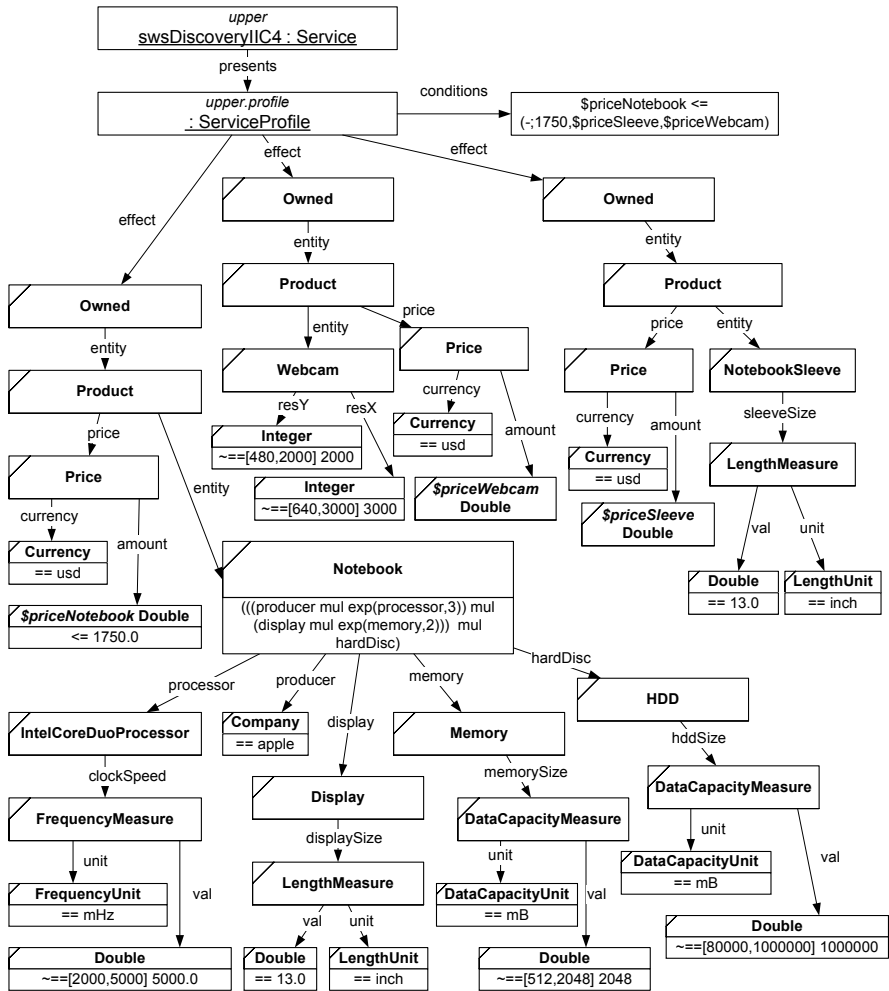 upper
swsDiscoveryIIC4 : Service
presents
upper.profile
: ServiceProfile
conditions
$priceNotebook <=
(-;1750,$priceSleeve,$priceWebcam)
effect
effect
effect
Owned
Owned
entity
entity
Owned
Product
Product
entity
entity
price
price
entity
Product
Webcam
Price
Price
NotebookSleeve
price
resY
resX
currency
amount
currency
amount
sleeveSize
Price
entity
Integer
~==[480,2000] 2000
Currency
== usd
Currency
== usd
LengthMeasure
currency
amount
Integer
~==[640,3000] 3000
$priceWebcam
Double
$priceSleeve
Double
val
unit
Currency
== usd
Double
== 13.0
LengthUnit
== inch
$priceNotebook Double
<= 1750.0
Notebook
(((producer mul exp(processor,3)) mul
(display mul exp(memory,2))) mul
hardDisc)
processor
producer
display
memory
hardDisc
IntelCoreDuoProcessor
Company
== apple
Memory
HDD
clockSpeed
memorySize
hddSize
FrequencyMeasure
Display
DataCapacityMeasure
DataCapacityMeasure
unit
val
displaySize
unit
val
unit
val
FrequencyUnit
== mHz
LengthMeasure
DataCapacityUnit
== mB
DataCapacityUnit
== mB
val
unit
Double
~==[2000,5000] 5000.0
Double
== 13.0
LengthUnit
== inch
Double
~==[512,2048] 2048
Double
~==[80000,1000000] 1000000